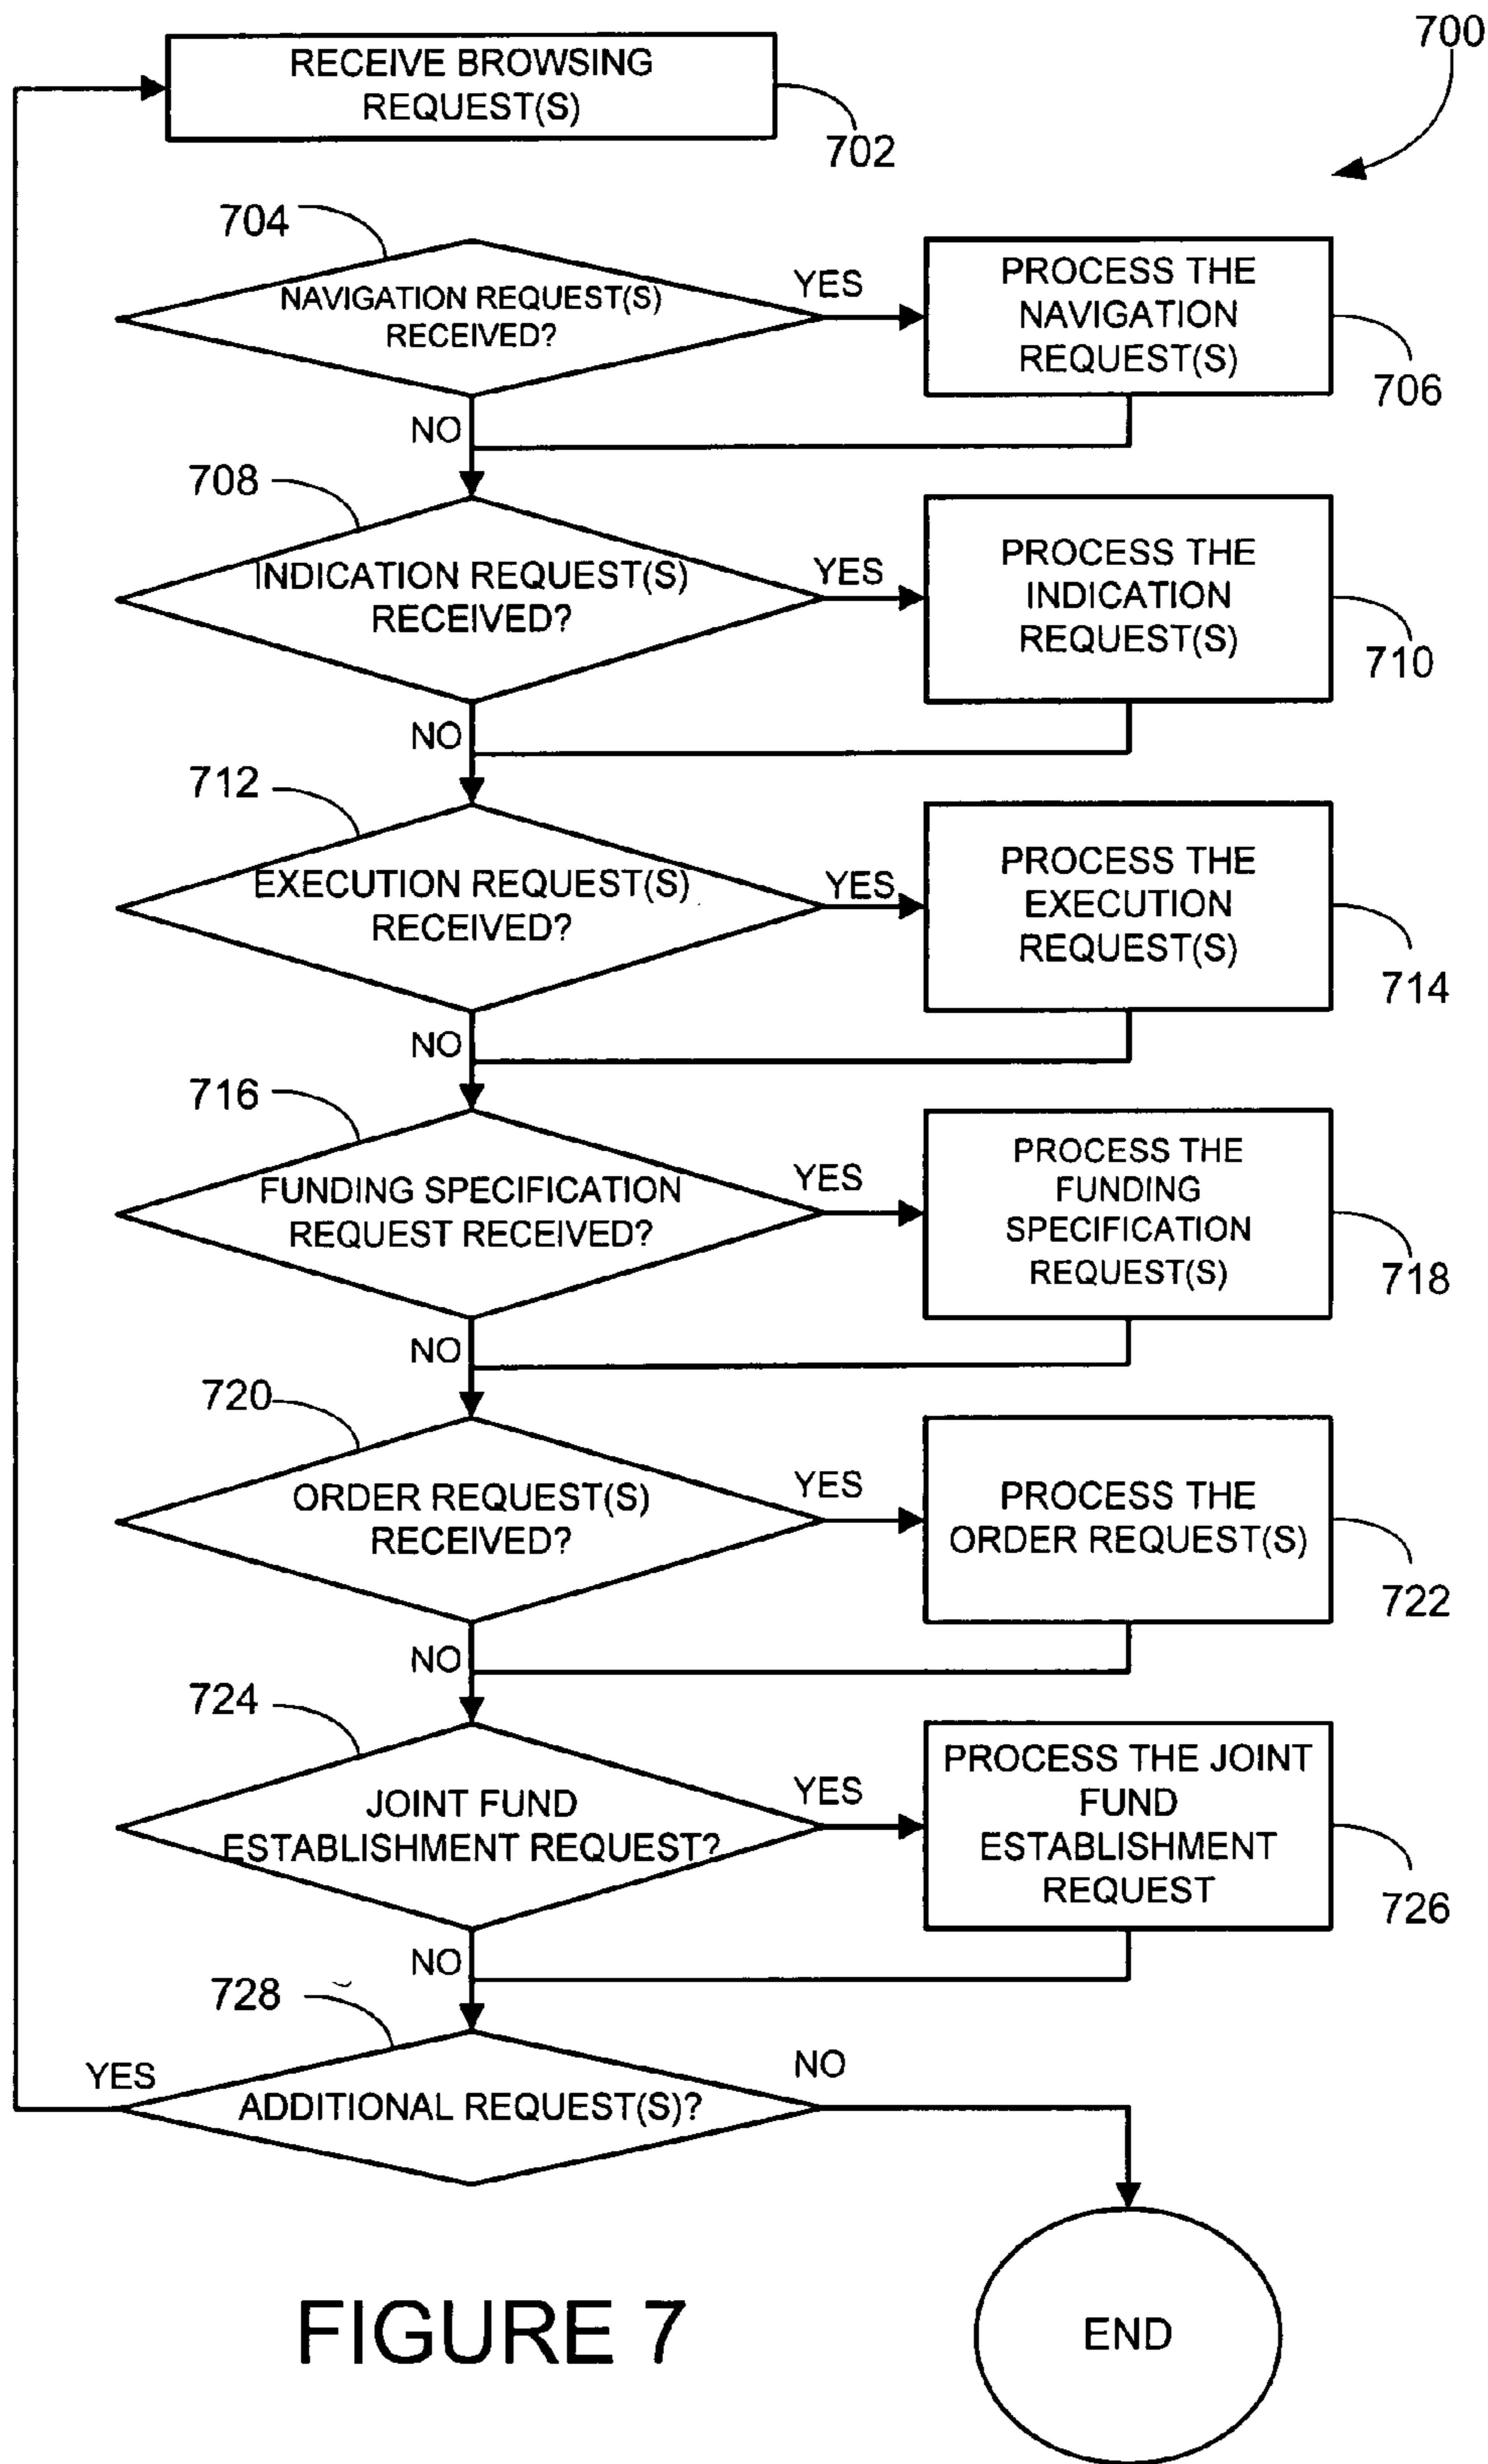 700
RECEIVE BROWSING
REQUEST(S)
702
704
NAVIGATION REQUEST(S)
RECEIVED?
YES
PROCESS THE
NAVIGATION
REQUEST(S)
706
NO
708
INDICATION REQUEST(S)
RECEIVED?
YES
PROCESS THE
INDICATION
REQUEST(S)
710
NO
712
EXECUTION REQUEST(S)
RECEIVED?
YES
PROCESS THE
EXECUTION
REQUEST(S)
714
NO
716
FUNDING SPECIFICATION
REQUEST RECEIVED?
YES
PROCESS THE
FUNDING
SPECIFICATION
REQUEST(S)
718
NO
720
ORDER REQUEST(S)
RECEIVED?
YES
PROCESS THE
ORDER REQUEST(S)
722
NO
724
JOINT FUND
ESTABLISHMENT REQUEST?
YES
PROCESS THE JOINT
FUND
ESTABLISHMENT
REQUEST
726
NO
728
YES
ADDITIONAL REQUEST(S)?
NO
END
FIGURE 7